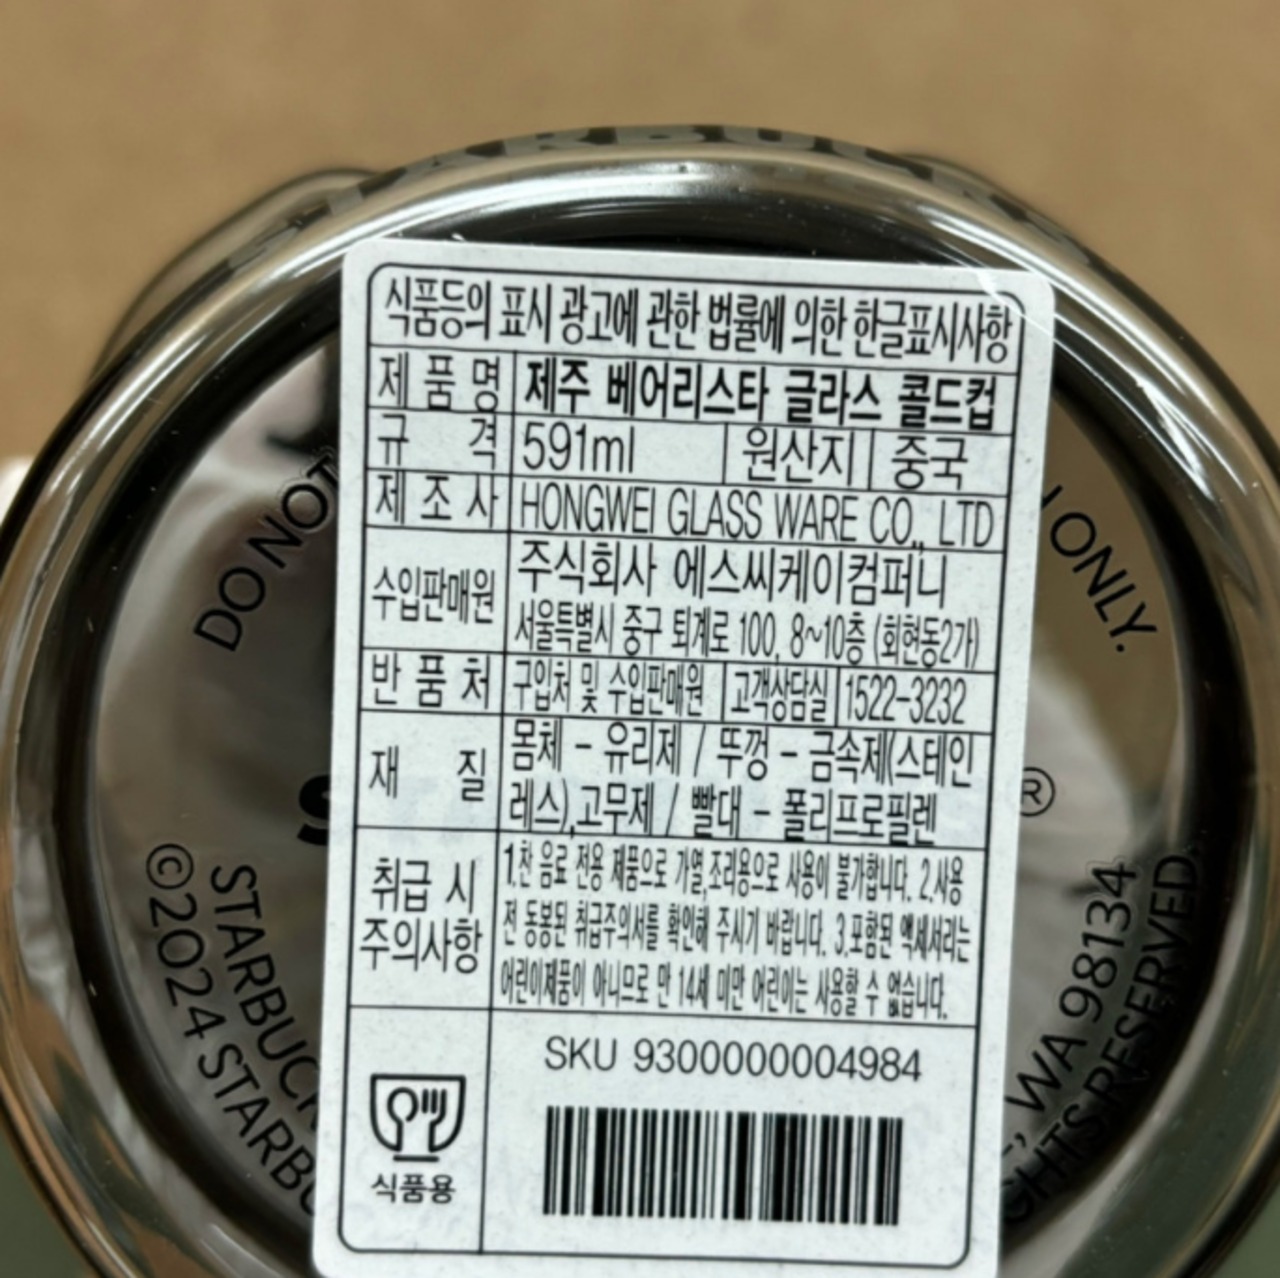 식품등의 표시 광고에 관한 법률에 의한 한글표시사항
제품명 제주 베어리스타 글라스 콜드컵
규격 591ml 원산지 중국
제조사 HONGWEI GLASS WARE CO., LTD
수입판매원 주식회사 에스씨케이컴퍼니
서울특별시 중구 퇴계로 100, 8~10층 (회현동2가)
반품처 구입처 및 수입판매원 고객상담실 1522-3232
재질 몸체 - 유리제 / 뚜껑 - 금속제(스테인
레스),고무제 / 빨대 - 폴리프로필렌
취급 시
주의사항
1.찬 음료 전용 제품으로 가열,조리용으로 사용이 불가합니다. 2.사용
전 동봉된 취급주의서를 확인해 주시기 바랍니다. 3.포함된 액세서리는
어린이제품이 아니므로 만 14세 미만 어린이는 사용할 수 없습니다.
SKU 9300000004984
식품용
DO NOT
ONLY.
®
STARBUC
WA 98134
©2024 STARBU
GHTS RESERVED.